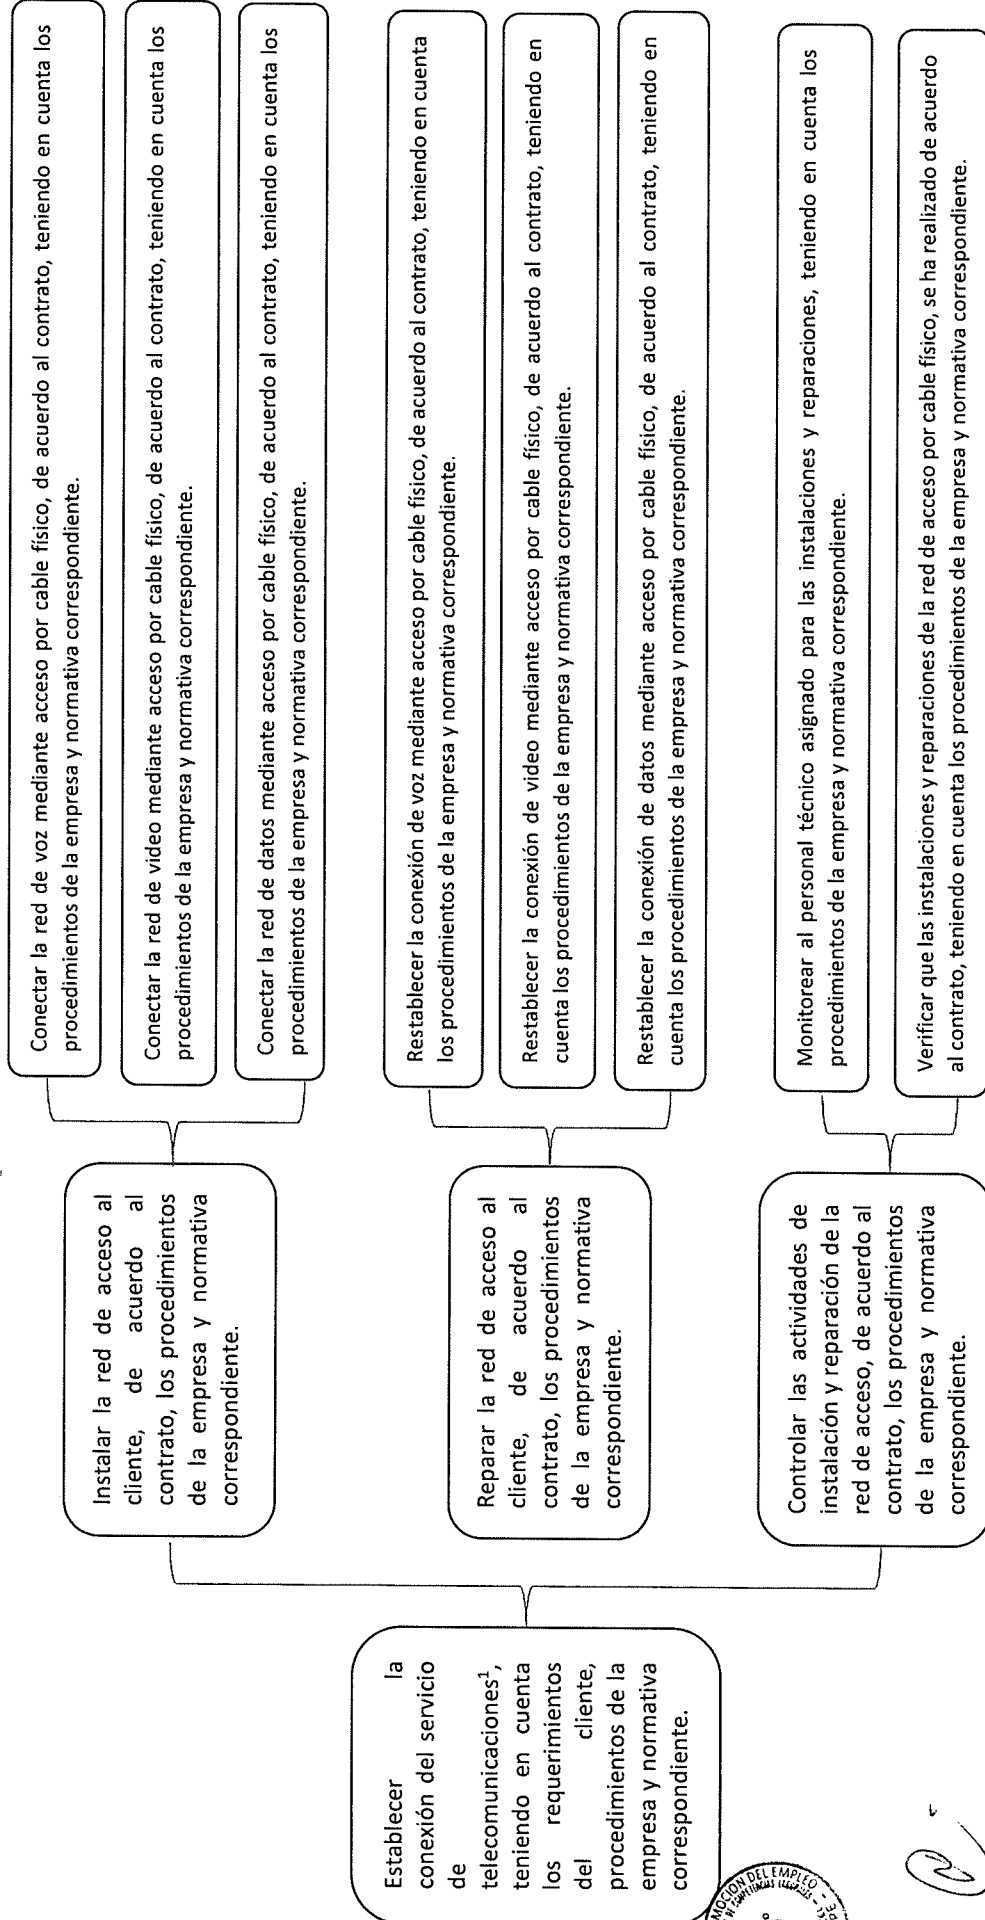 Establecer la
conexión del servicio
de
telecomunicaciones¹,
teniendo en cuenta
los requerimientos
del cliente,
procedimientos de la
empresa y normativa
correspondiente.
Instalar la red de acceso al
cliente, de acuerdo al
contrato, los procedimientos
de la empresa y normativa
correspondiente.
Conectar la red de voz mediante acceso por cable físico, de acuerdo al contrato, teniendo en cuenta los
procedimientos de la empresa y normativa correspondiente.
Conectar la red de video mediante acceso por cable físico, de acuerdo al contrato, teniendo en cuenta los
procedimientos de la empresa y normativa correspondiente.
Conectar la red de datos mediante acceso por cable físico, de acuerdo al contrato, teniendo en cuenta los
procedimientos de la empresa y normativa correspondiente.
Reparar la red de acceso al
cliente, de acuerdo al
contrato, los procedimientos
de la empresa y normativa
correspondiente.
Restablecer la conexión de voz mediante acceso por cable físico, de acuerdo al contrato, teniendo en cuenta
los procedimientos de la empresa y normativa correspondiente.
Restablecer la conexión de video mediante acceso por cable físico, de acuerdo al contrato, teniendo en
cuenta los procedimientos de la empresa y normativa correspondiente.
Restablecer la conexión de datos mediante acceso por cable físico, de acuerdo al contrato, teniendo en
cuenta los procedimientos de la empresa y normativa correspondiente.
Controlar las actividades de
instalación y reparación de la
red de acceso, de acuerdo al
contrato, los procedimientos
de la empresa y normativa
correspondiente.
Monitorear al personal técnico asignado para las instalaciones y reparaciones, teniendo en cuenta los
procedimientos de la empresa y normativa correspondiente.
Verificar que las instalaciones y reparaciones de la red de acceso por cable físico, se ha realizado de acuerdo
al contrato, teniendo en cuenta los procedimientos de la empresa y normativa correspondiente.
DEL EMPLEO